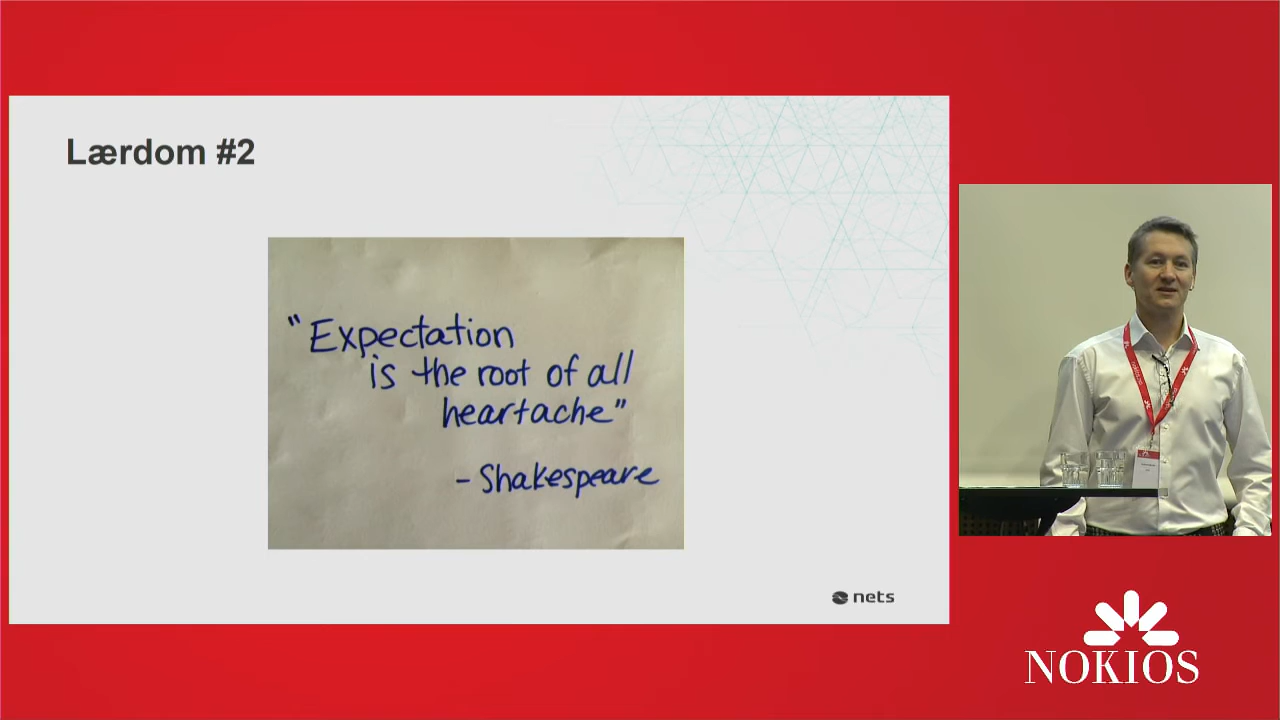 Lærdom #2
"Expectation
is the root of all
heartache"
- Shakespeare
nets
NOKIOS